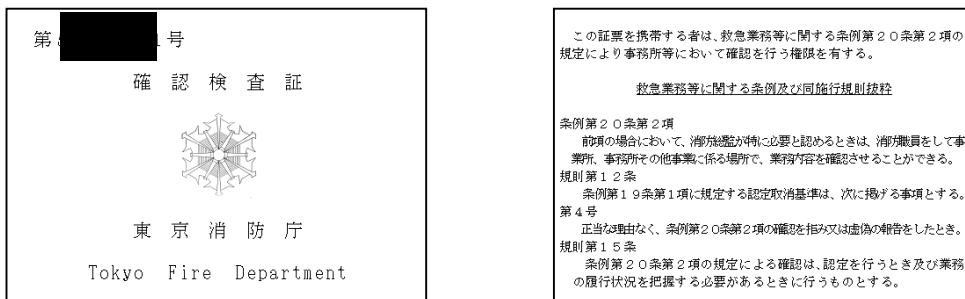 第 号
確認検査証
東京消防庁
Tokyo Fire Department
この証票を携帯する者は、救急業務等に関する条例第２０条第２項の
規定により事務所等において確認を行う権限を有する。
救急業務等に関する条例及び同施行規則抜粋
条例第２０条第２項
前項の場合において、消防総監が特に必要と認めるときは、消防職員をして事
業所、事務所その他事業に係る場所で、業務内容を確認させることができる。
規則第１２条
条例第１９条第１項に規定する認定取消基準は、次に掲げる事項とする。
第４号
正当な理由なく、条例第２０条第２項の確認を拒み又は虚偽の報告をしたとき。
規則第１５条
条例第２０条第２項の規定による確認は、認定を行うとき及び業務
の履行状況を把握する必要があるときに行うものとする。